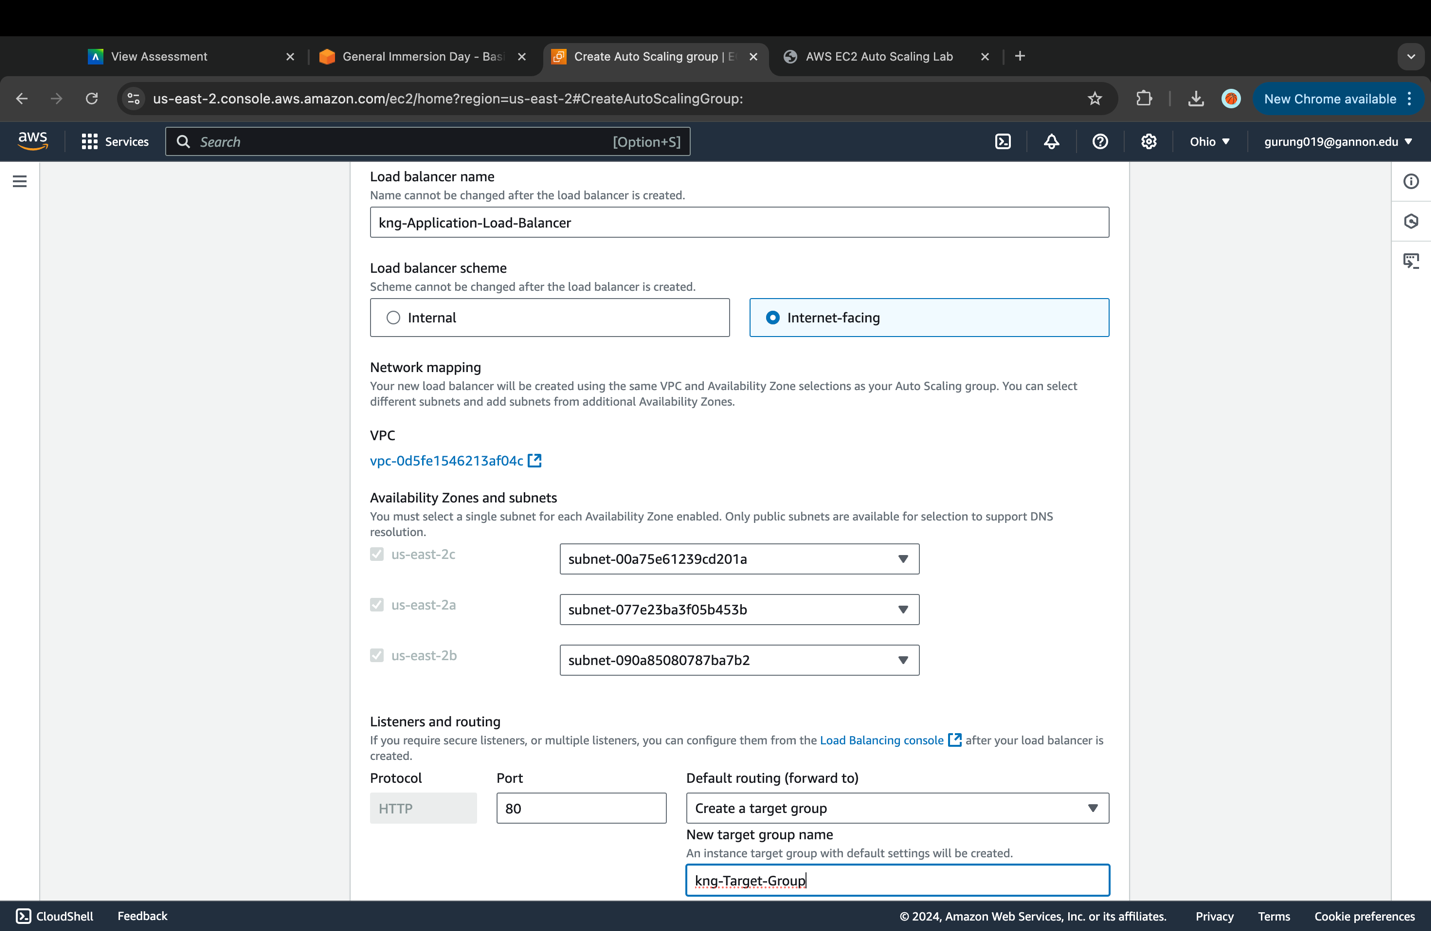 View Assessment
General Immersion Day - Bas
Create Auto Scaling group | E
AWS EC2 Auto Scaling Lab
us-east-2.console.aws.amazon.com/ec2/home?region=us-east-2#CreateAutoScalingGroup:
New Chrome available
aws
Services
Search
[Option+S]
Ohio
gurung019@gannon.edu
Load balancer name
Name cannot be changed after the load balancer is created.
kng-Application-Load-Balancer
Load balancer scheme
Scheme cannot be changed after the load balancer is created.
Internal
Internet-facing
Network mapping
Your new load balancer will be created using the same VPC and Availability Zone selections as your Auto Scaling group. You can select
different subnets and add subnets from additional Availability Zones.
VPC
vpc-0d5fe1546213af04c
Availability Zones and subnets
You must select a single subnet for each Availability Zone enabled. Only public subnets are available for selection to support DNS
resolution.
us-east-2c
subnet-00a75e61239cd201a
us-east-2a
subnet-077e23ba3f05b453b
us-east-2b
subnet-090a85080787ba7b2
Listeners and routing
If you require secure listeners, or multiple listeners, you can configure them from the Load Balancing console after your load balancer is
created.
Protocol
Port
Default routing (forward to)
HTTP
80
Create a target group
New target group name
An instance target group with default settings will be created.
kng-Target-Group
CloudShell
Feedback
© 2024, Amazon Web Services, Inc. or its affiliates.
Privacy
Terms
Cookie preferences